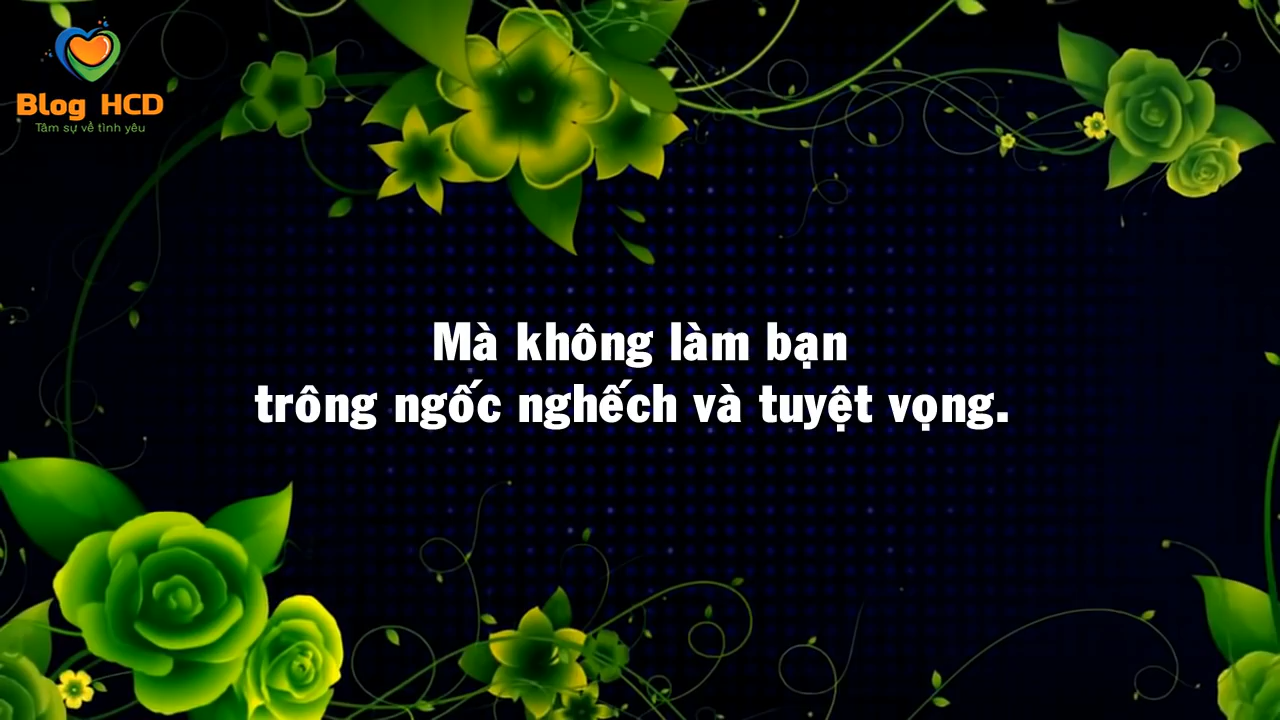 Blog HCD
Tâm sự về tình yêu
Mà không làm bạn
trông ngốc nghếch và tuyệt vọng.